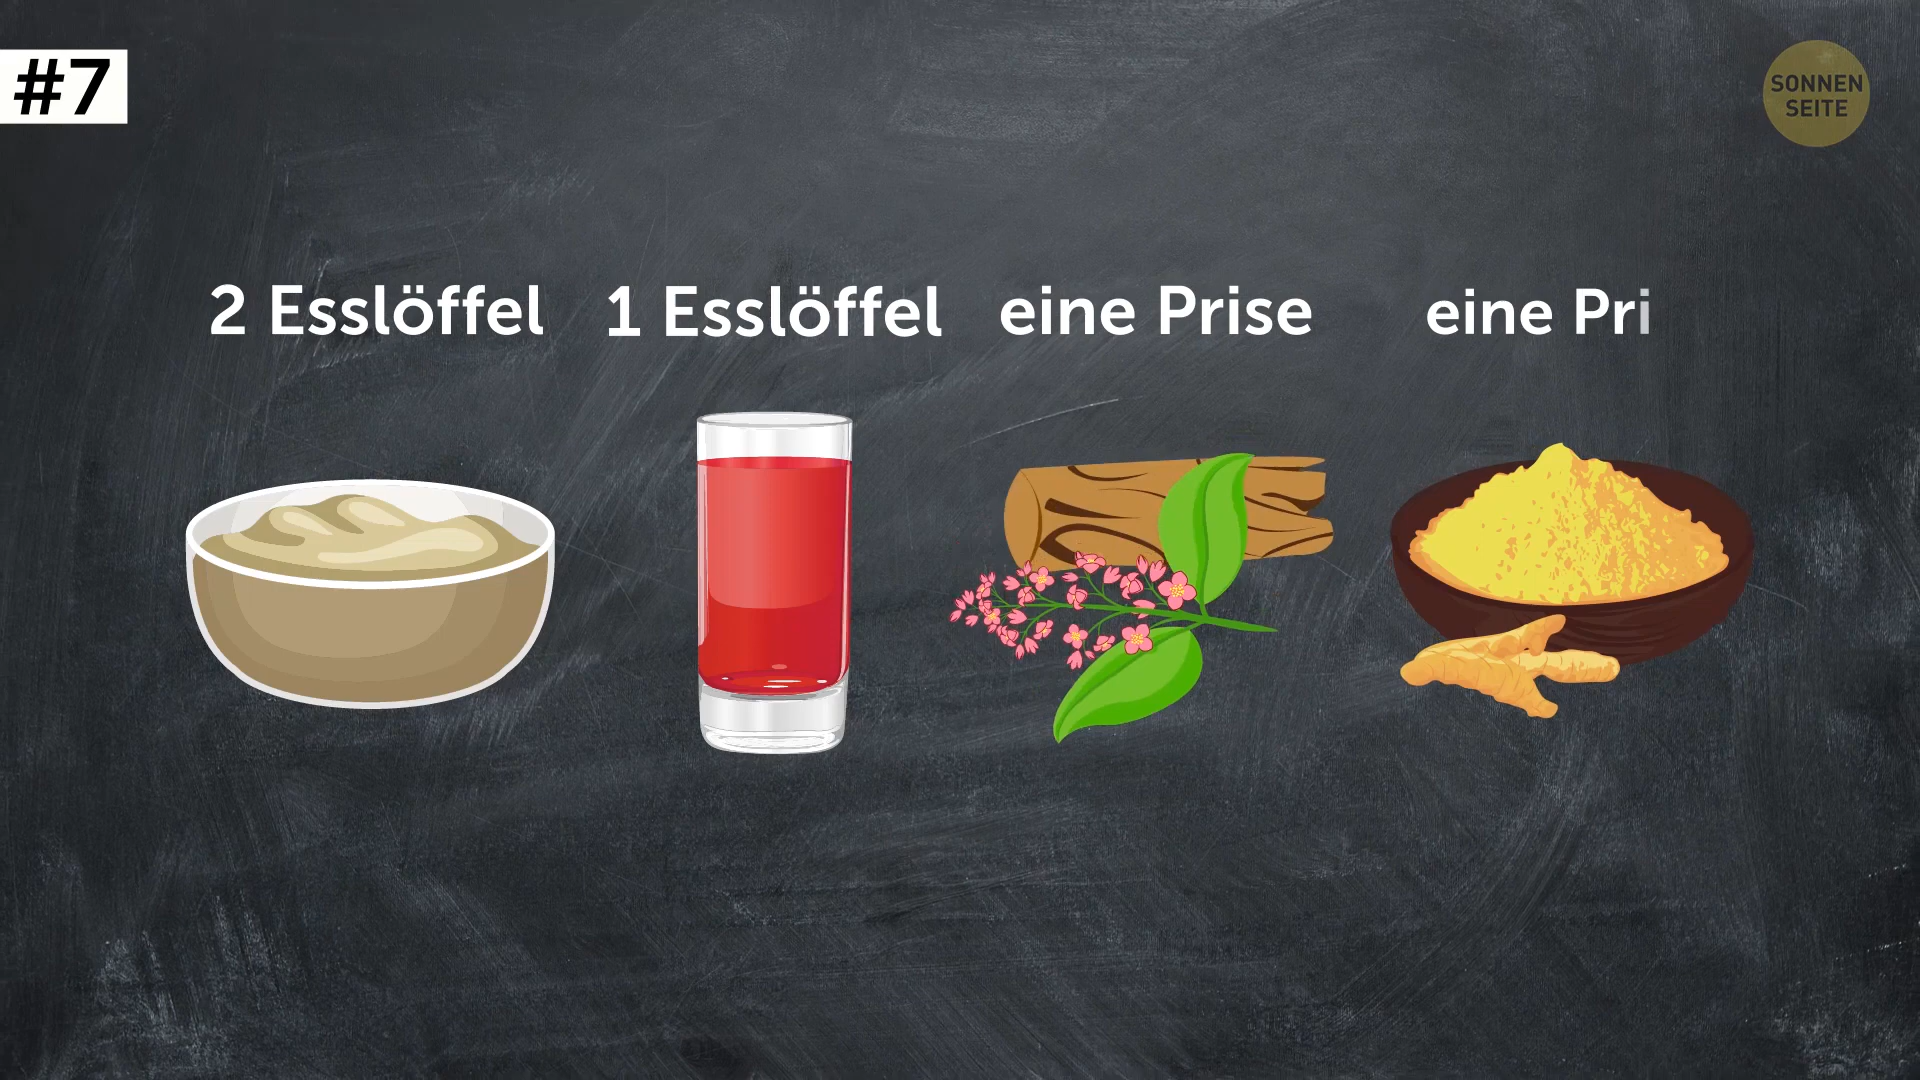 #7
SONNEN
SEITE
2 Esslöffel
1 Esslöffel
eine Prise
eine Pri